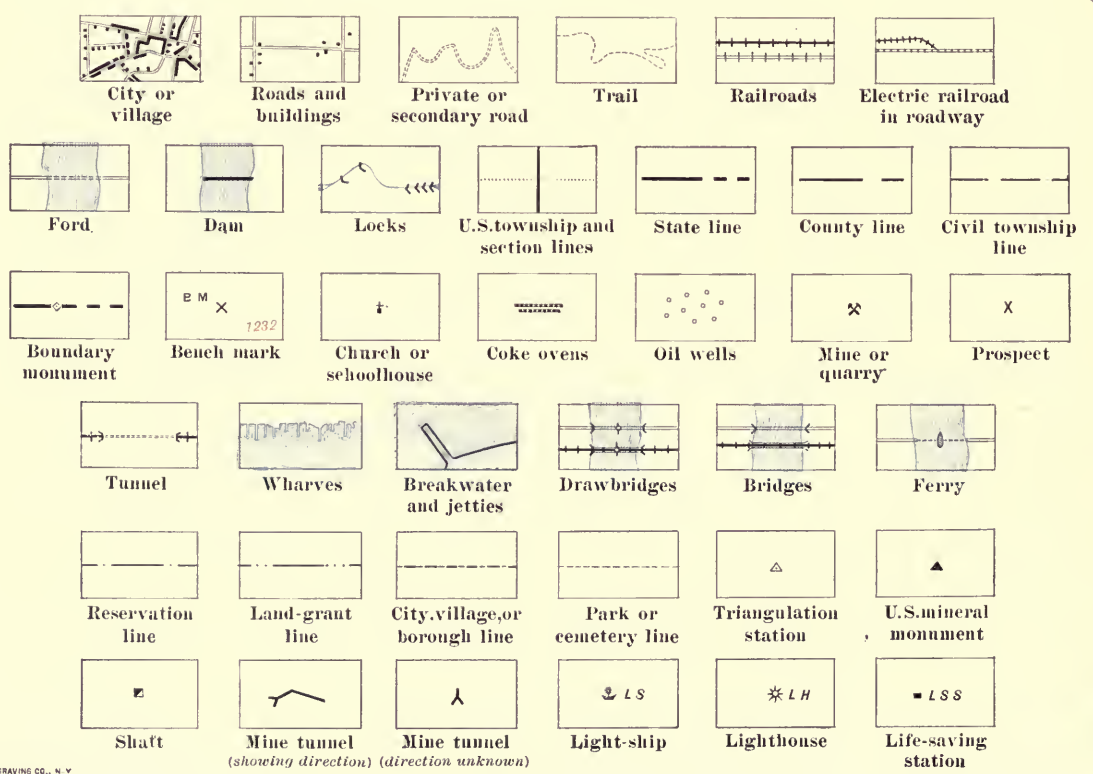 City or village
Roads and buildings
Private or secondary road
Trail
Railroads
Electric railroad in roadway
Ford
Dam
Locks
U.S. township and section lines
State line
County line
Civil township line
B M
1232
Boundary monument
Bench mark
Church or schoolhouse
Coke ovens
Oil wells
Mine or quarry
Prospect
Tunnel
Wharves
Breakwater and jetties
Drawbridges
Bridges
Ferry
Reservation line
Land-grant line
City, village, or borough line
Park or cemetery line
Triangulation station
U.S. mineral monument
LS
LH
LSS
Shaft
Mine tunnel
(showing direction)
Mine tunnel
(direction unknown)
Light-ship
Lighthouse
Life-saving station
RAVING CO., N.Y.